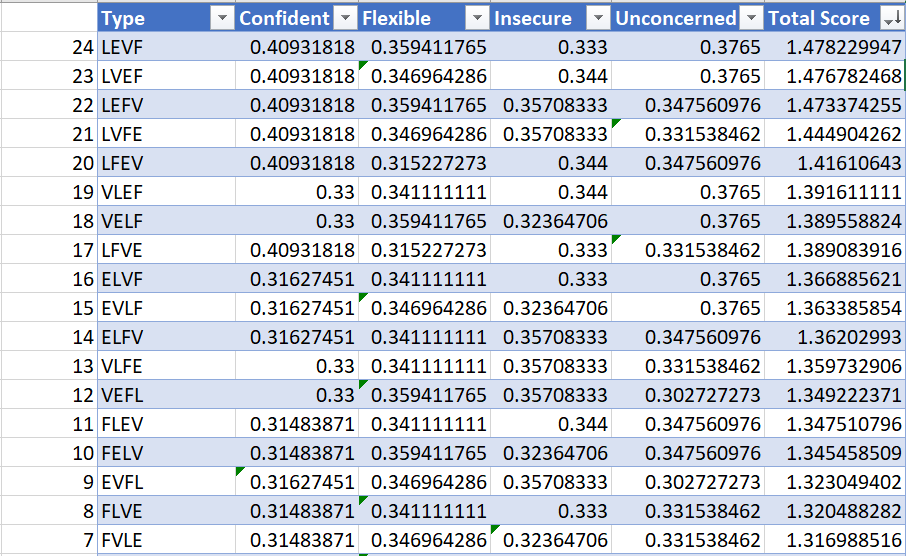 Type Confident Flexible Insecure Unconcerned Total Score
24 LEVF 0.40931818 0.359411765 0.333 0.3765 1.478229947
23 LVEF 0.40931818 0.346964286 0.344 0.3765 1.476782468
22 LEFV 0.40931818 0.359411765 0.35708333 0.347560976 1.473374255
21 LVFE 0.40931818 0.346964286 0.35708333 0.331538462 1.444904262
20 LFEV 0.40931818 0.315227273 0.344 0.347560976 1.41610643
19 VLEF 0.33 0.341111111 0.344 0.3765 1.391611111
18 VELF 0.33 0.359411765 0.32364706 0.3765 1.389558824
17 LFVE 0.40931818 0.315227273 0.333 0.331538462 1.389083916
16 ELVF 0.31627451 0.341111111 0.333 0.3765 1.366885621
15 EVLF 0.31627451 0.346964286 0.32364706 0.3765 1.363385854
14 ELFV 0.31627451 0.341111111 0.35708333 0.347560976 1.36202993
13 VLFE 0.33 0.341111111 0.35708333 0.331538462 1.359732906
12 VEFL 0.33 0.359411765 0.35708333 0.302727273 1.349222371
11 FLEV 0.31483871 0.341111111 0.344 0.347560976 1.347510796
10 FELV 0.31483871 0.359411765 0.32364706 0.347560976 1.345458509
9 EVFL 0.31627451 0.346964286 0.35708333 0.302727273 1.323049402
8 FLVE 0.31483871 0.341111111 0.333 0.331538462 1.320488282
7 FVLE 0.31483871 0.346964286 0.32364706 0.331538462 1.316988516